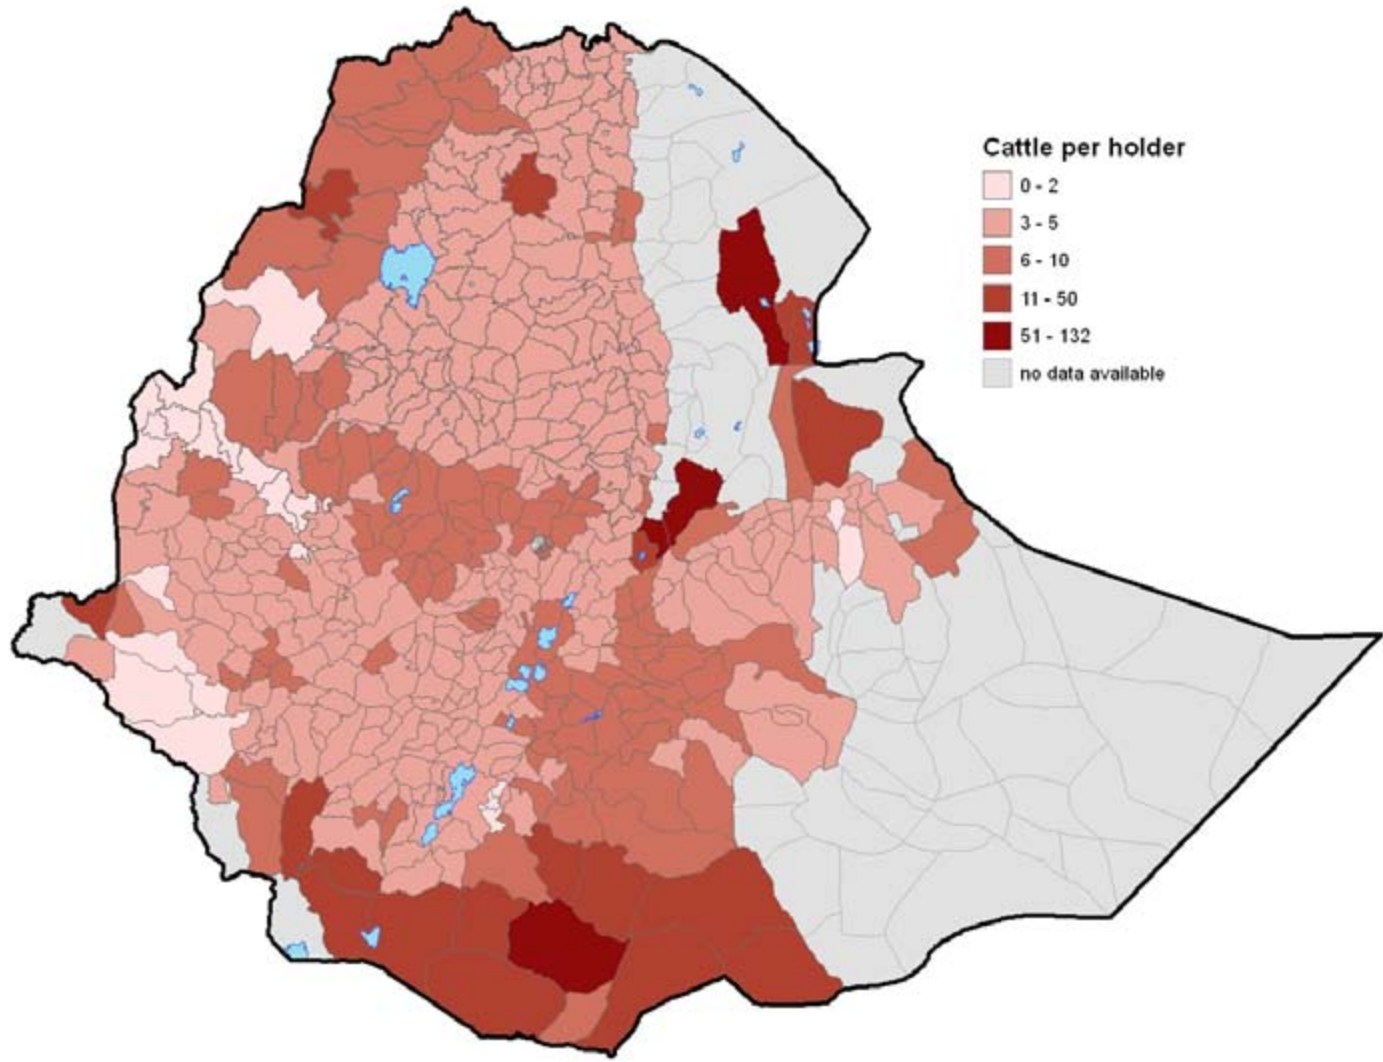 Cattle per holder
0 - 2
3 - 5
6 - 10
11 - 50
51 - 132
no data available